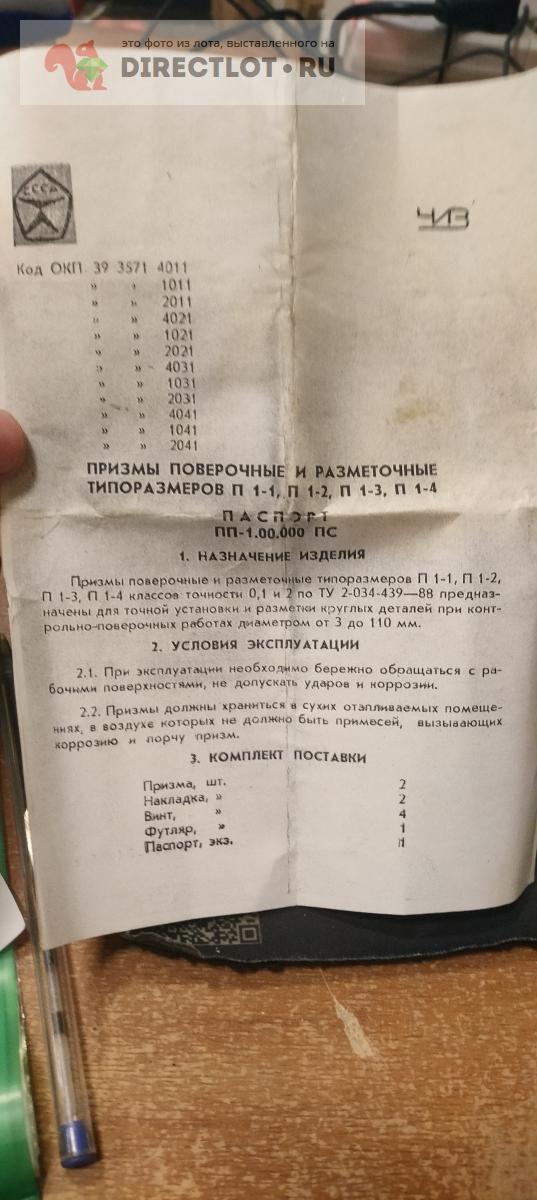 это фото из лота, выставленного на
DIRECTLOT.RU
СССР
ЧИЗ
Код ОКП 39 3571 4011
» » 1011
» » 2011
» » 4021
» » 1021
» » 2021
» » 4031
» » 1031
» » 2031
» » 4041
» » 1041
» » 2041
ПРИЗМЫ ПОВЕРОЧНЫЕ И РАЗМЕТОЧНЫЕ
ТИПОРАЗМЕРОВ П 1-1, П 1-2, П 1-3, П 1-4
ПАСПОРТ
ПП-1.00.000 ПС
1. НАЗНАЧЕНИЕ ИЗДЕЛИЯ
Призмы поверочные и разметочные типоразмеров П 1-1, П 1-2,
П 1-3, П 1-4 классов точности 0,1 и 2 по ТУ 2-034-439—88 предназ-
начены для точной установки и разметки круглых деталей при конт-
рольно-поверочных работах диаметром от 3 до 110 мм.
2. УСЛОВИЯ ЭКСПЛУАТАЦИИ
2.1. При эксплуатации необходимо бережно обращаться с ра-
бочими поверхностями, не допускать ударов и коррозии.
2.2. Призмы должны храниться в сухих отапливаемых помеще-
ниях, в воздухе которых не должно быть примесей, вызывающих
коррозию и порчу призм.
3. КОМПЛЕКТ ПОСТАВКИ
Призма, шт. 2
Накладка, » 2
Винт, » 4
Футляр, » 1
Паспорт, экз. 1